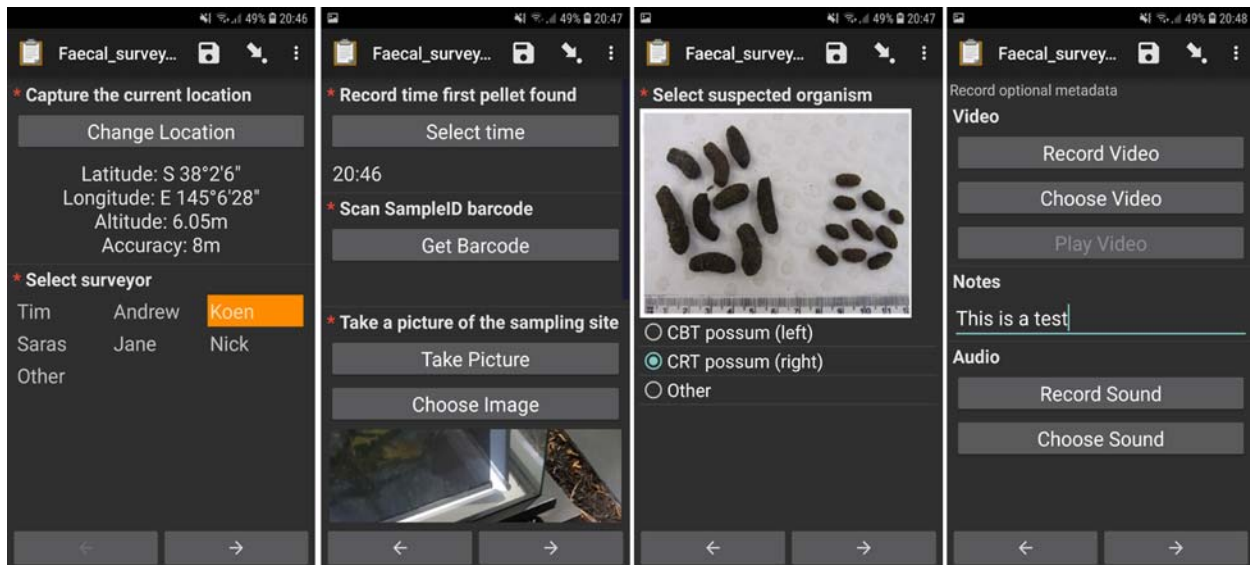 49% 20:46
Faecal_survey...
* Capture the current location
Change Location
Latitude: S 38°2'6"
Longitude: E 145°6'28"
Altitude: 6.05m
Accuracy: 8m
* Select surveyor
Tim Andrew Koen
Saras Jane Nick
Other
49% 20:47
Faecal_survey...
* Record time first pellet found
Select time
20:46
* Scan SampleID barcode
Get Barcode
* Take a picture of the sampling site
Take Picture
Choose Image
49% 20:47
Faecal_survey...
* Select suspected organism
CBT possum (left)
CRT possum (right)
Other
49% 20:48
Faecal_survey...
Record optional metadata
Video
Record Video
Choose Video
Play Video
Notes
This is a test
Audio
Record Sound
Choose Sound